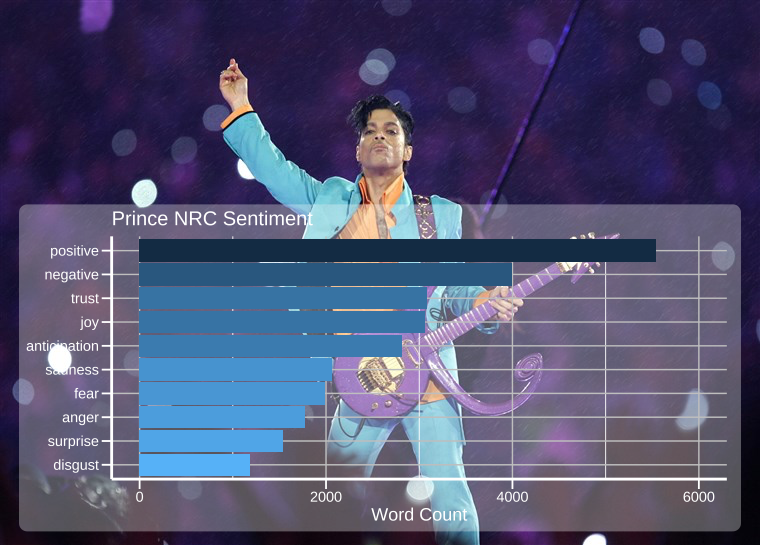 Prince NRC Sentiment
positive
negative
trust
joy
anticipation
sadness
fear
anger
surprise
disgust
0 2000 4000 6000
Word Count